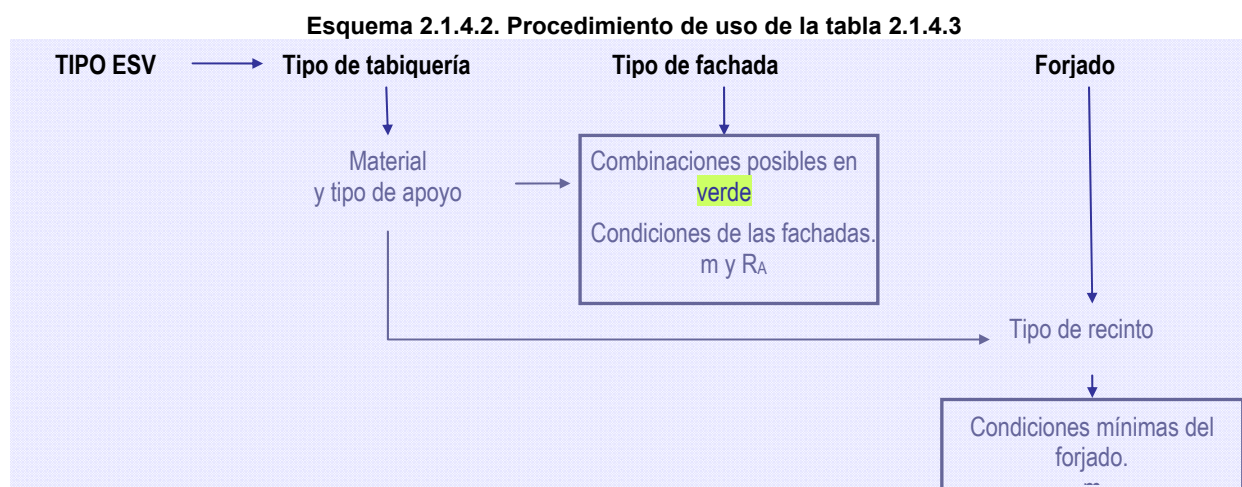 Esquema 2.1.4.2. Procedimiento de uso de la tabla 2.1.4.3
TIPO ESV
Tipo de tabiquería
Tipo de fachada
Forjado
Material
y tipo de apoyo
Combinaciones posibles en
verde
Condiciones de las fachadas.
m y RA
Tipo de recinto
Condiciones mínimas del
forjado.